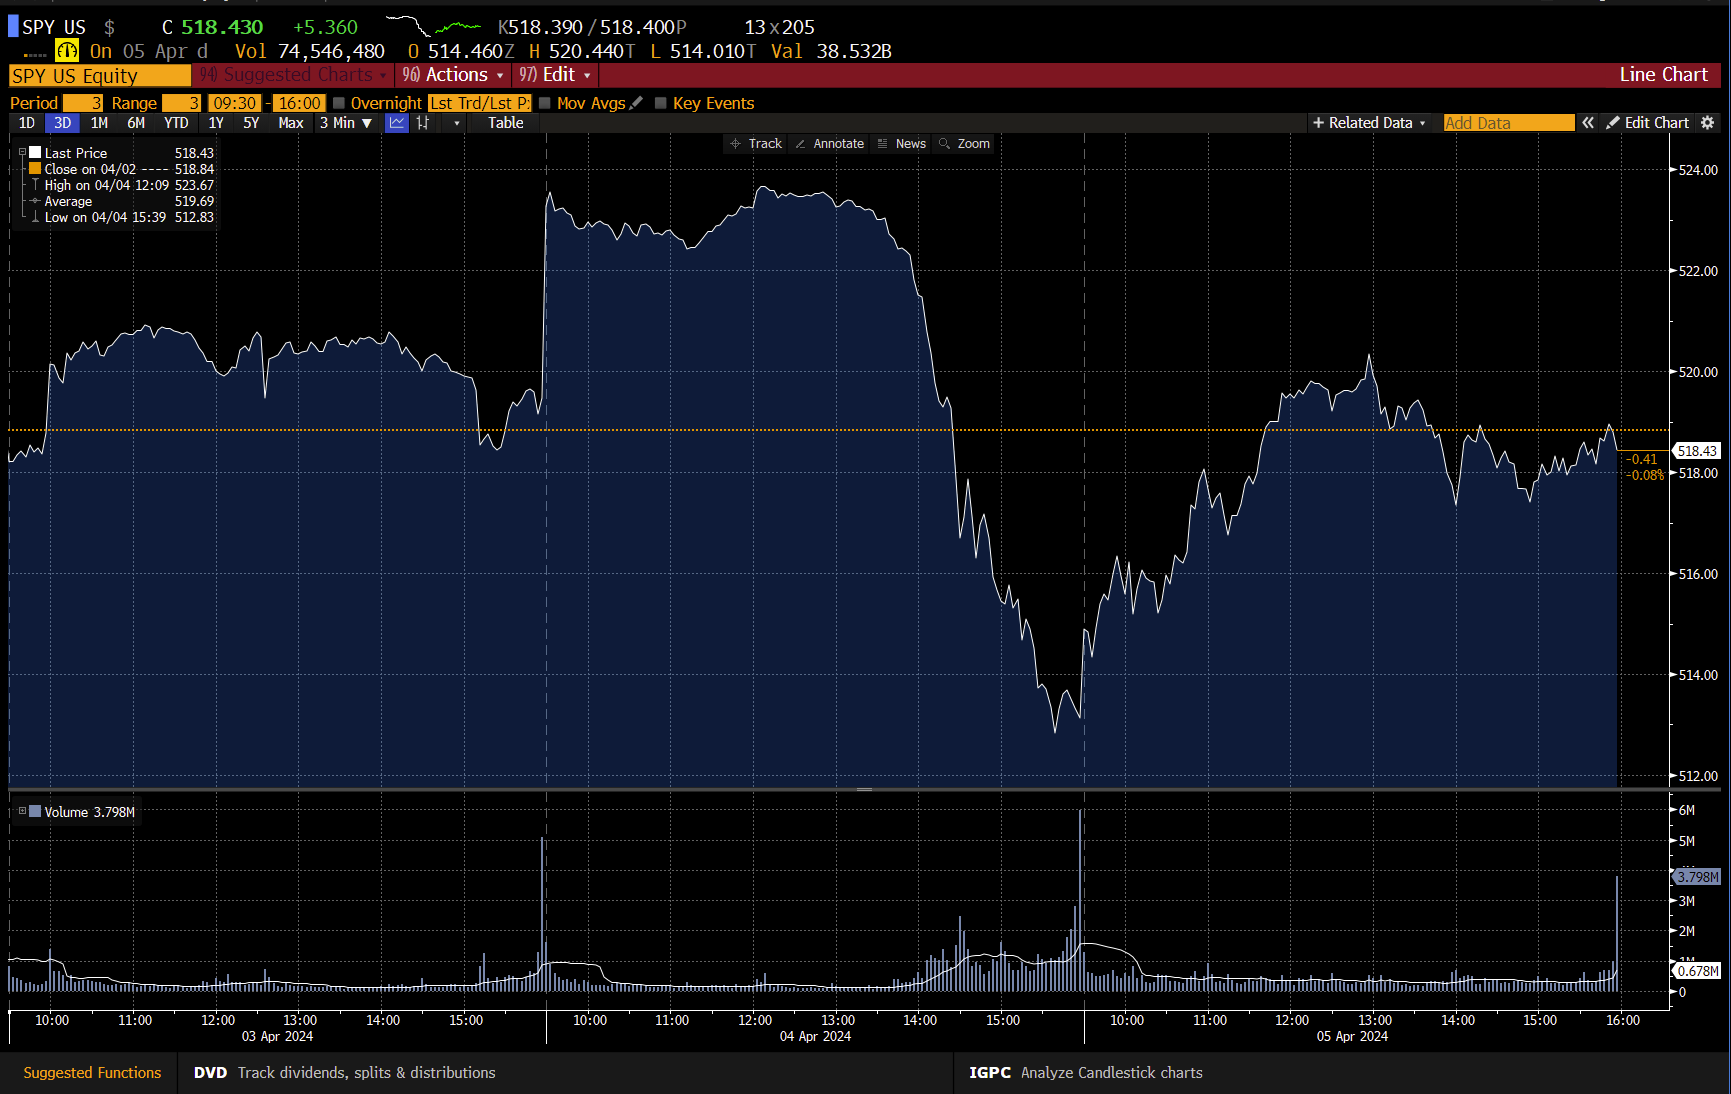 SPY US $ C 518.430 +5.360 K518.390/518.400P 13x205
On 05 Apr d Vol 74,546,480 O 514.460Z H 520.440T L 514.010T Val 38.532B
SPY US Equity 94) Suggested Charts 96) Actions 97) Edit Line Chart
Period 3 Range 3 09:30 - 16:00 Overnight Lst Trd/Lst P: Mov Avgs Key Events
1D 3D 1M 6M YTD 1Y 5Y Max 3 Min ▼ Table + Related Data Add Data « Edit Chart
Track Annotate News Zoom
Last Price 518.43
Close on 04/02 ---- 518.84
High on 04/04 12:09 523.67
Average 519.69
Low on 04/04 15:39 512.83
524.00
522.00
520.00
518.43
-0.41
-0.08%
518.00
516.00
514.00
512.00
Volume 3.798M
6M
5M
3.798M
3M
2M
1M
0.678M
0
10:00 11:00 12:00 13:00 14:00 15:00 10:00 11:00 12:00 13:00 14:00 15:00 10:00 11:00 12:00 13:00 14:00 15:00 16:00
03 Apr 2024 04 Apr 2024 05 Apr 2024
Suggested Functions DVD Track dividends, splits & distributions IGPC Analyze Candlestick charts